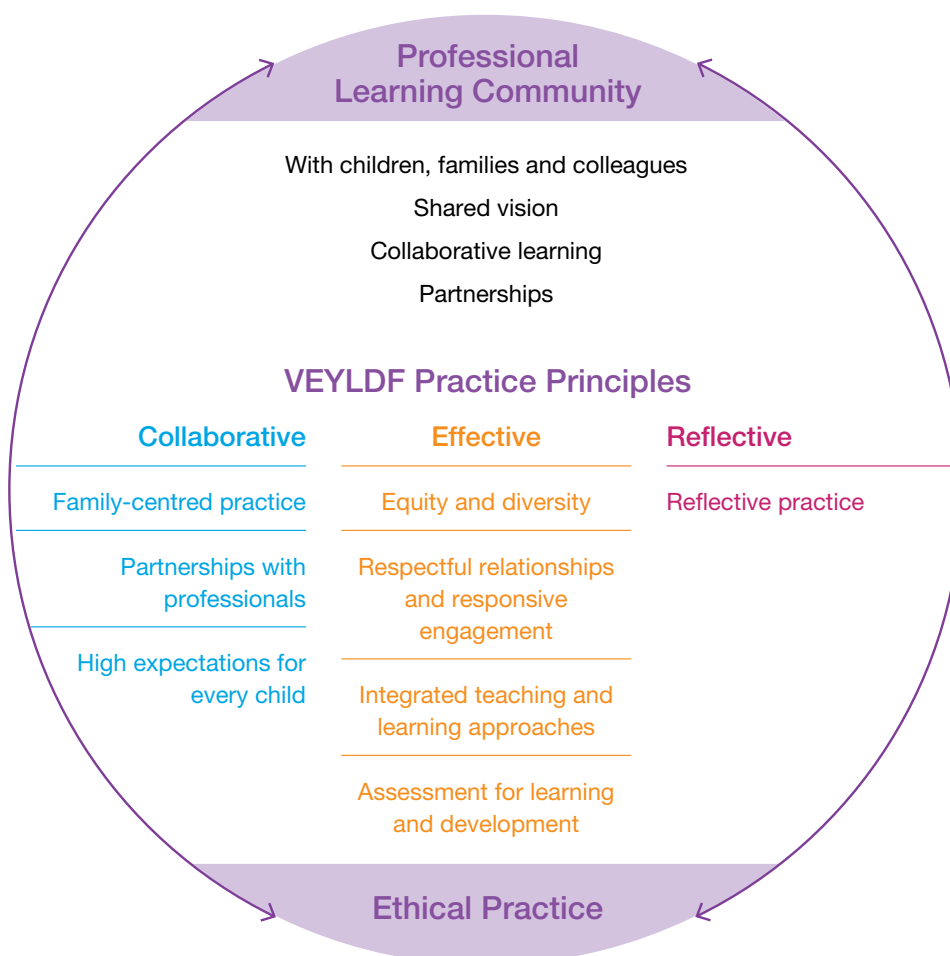 Professional
Learning Community
With children, families and colleagues
Shared vision
Collaborative learning
Partnerships
VEYLDF Practice Principles
Collaborative
Family-centred practice
Partnerships with
professionals
High expectations for
every child
Effective
Equity and diversity
Respectful relationships
and responsive
engagement
Integrated teaching and
learning approaches
Assessment for learning
and development
Reflective
Reflective practice
Ethical Practice